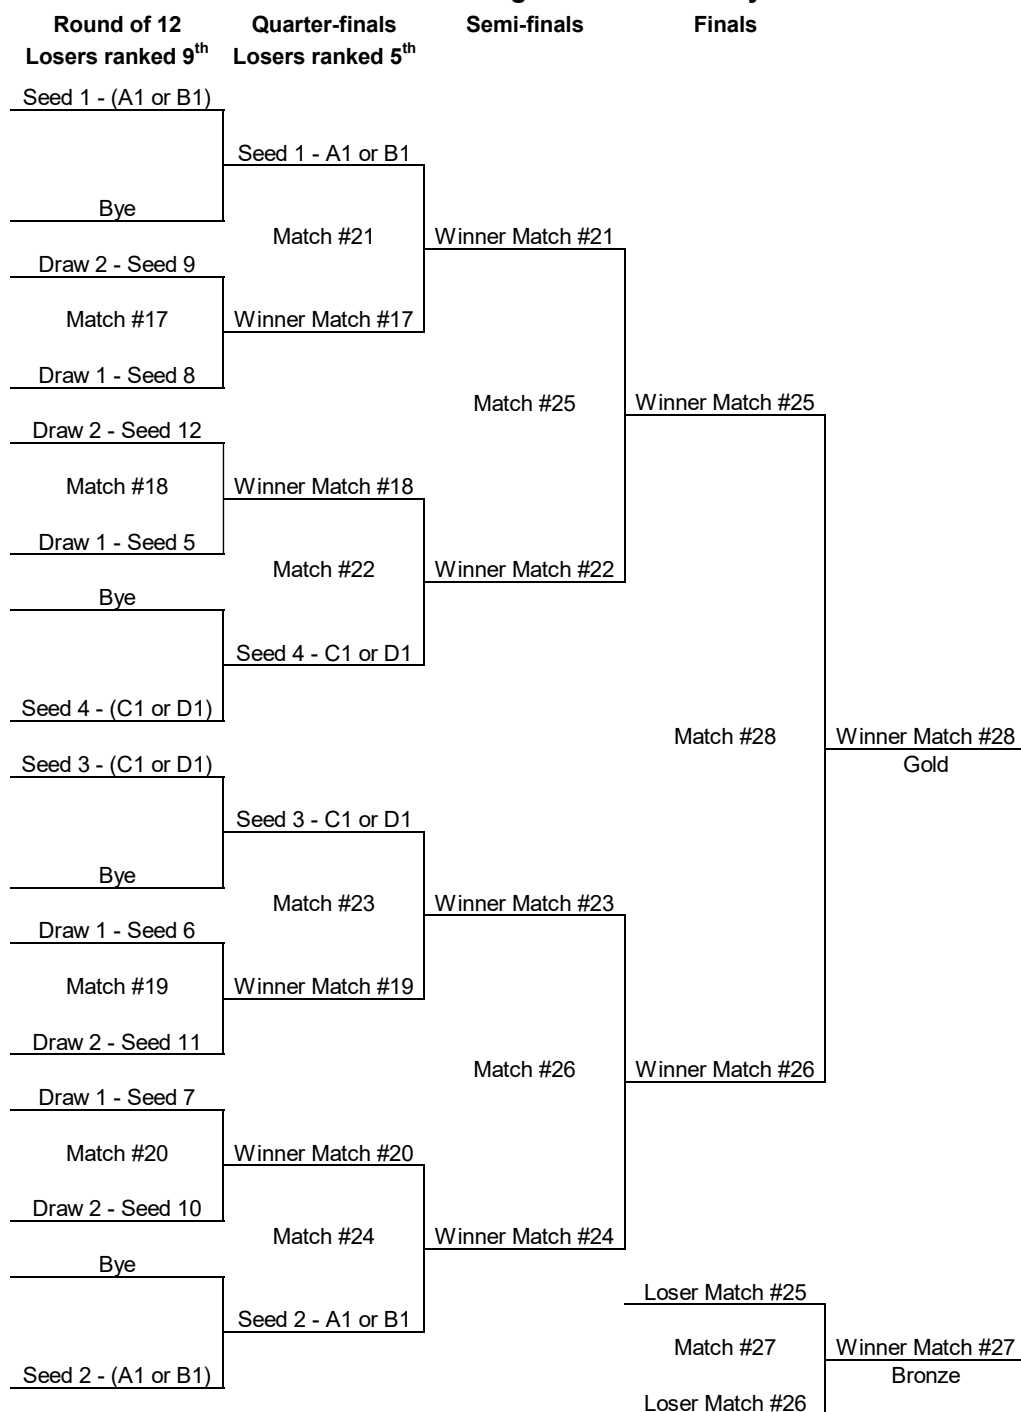 Round of 12 Quarter-finals Semi-finals Finals
Losers ranked 9th Losers ranked 5th
Seed 1 - (A1 or B1)
Seed 1 - A1 or B1
Bye
Match #21 Winner Match #21
Draw 2 - Seed 9
Match #17 Winner Match #17
Draw 1 - Seed 8
Match #25 Winner Match #25
Draw 2 - Seed 12
Match #18 Winner Match #18
Draw 1 - Seed 5
Match #22 Winner Match #22
Bye
Seed 4 - C1 or D1
Seed 4 - (C1 or D1)
Match #28 Winner Match #28
Seed 3 - (C1 or D1) Gold
Seed 3 - C1 or D1
Bye
Match #23 Winner Match #23
Draw 1 - Seed 6
Match #19 Winner Match #19
Draw 2 - Seed 11
Match #26 Winner Match #26
Draw 1 - Seed 7
Match #20 Winner Match #20
Draw 2 - Seed 10
Match #24 Winner Match #24
Bye
Loser Match #25
Seed 2 - A1 or B1
Match #27 Winner Match #27
Seed 2 - (A1 or B1) Bronze
Loser Match #26